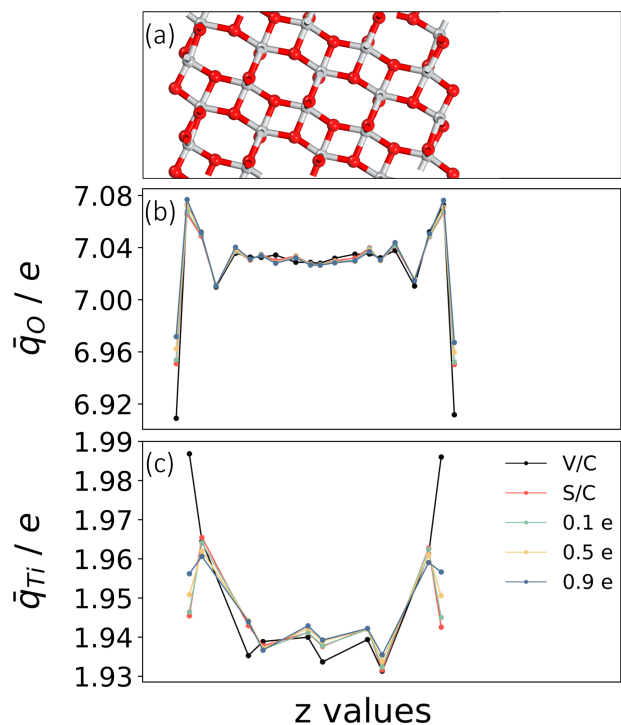 (a)
(b)
7.08
7.04
7.00
6.96
6.92
q̄_O / e
(c)
1.99
1.98
1.97
1.96
1.95
1.94
1.93
q̄_Ti / e
V/C
S/C
0.1 e
0.5 e
0.9 e
z values